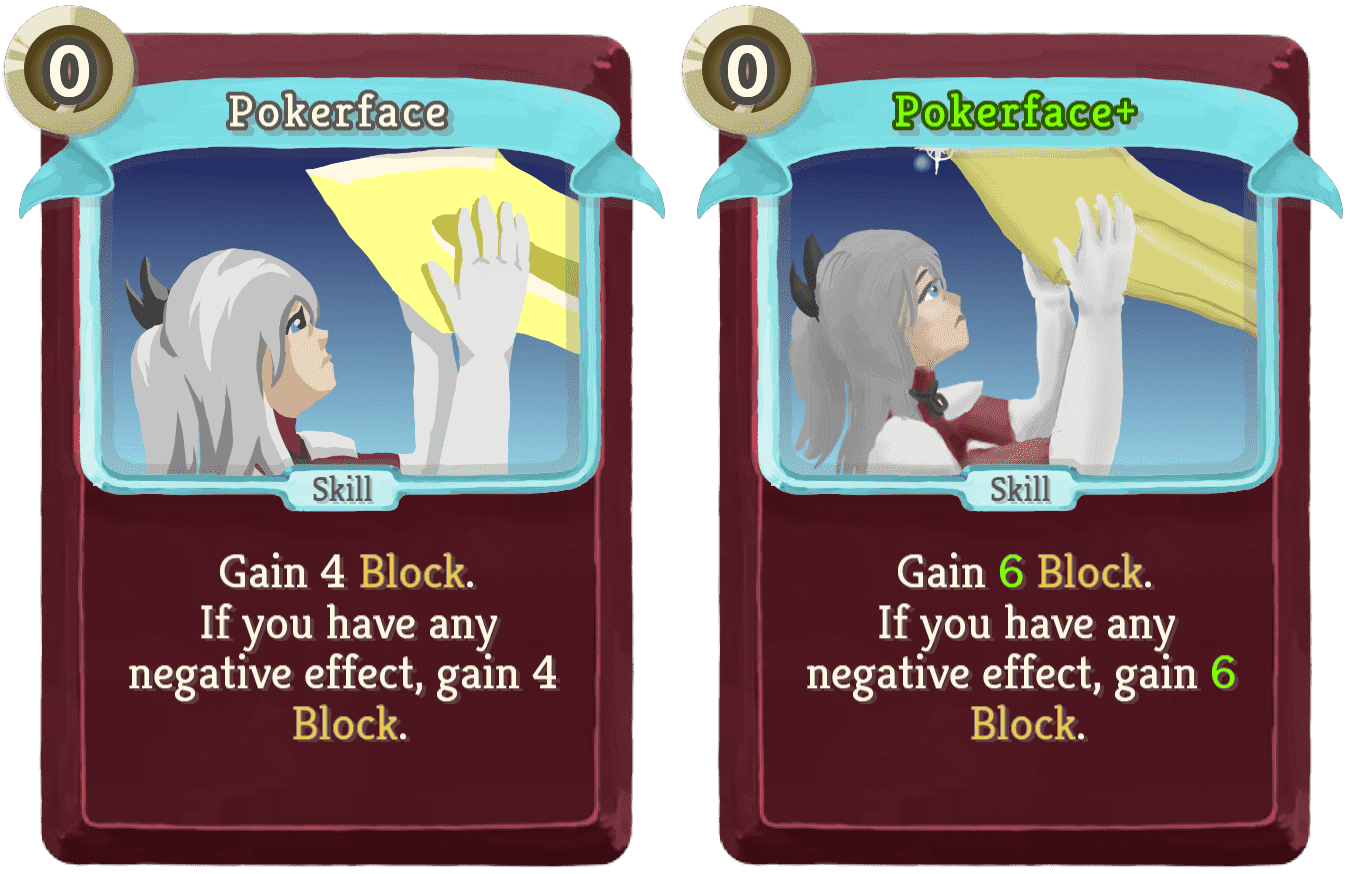 0
Pokerface
Skill
Gain 4 Block.
If you have any
negative effect, gain 4
Block.
0
Pokerface+
Skill
Gain 6 Block.
If you have any
negative effect, gain 6
Block.